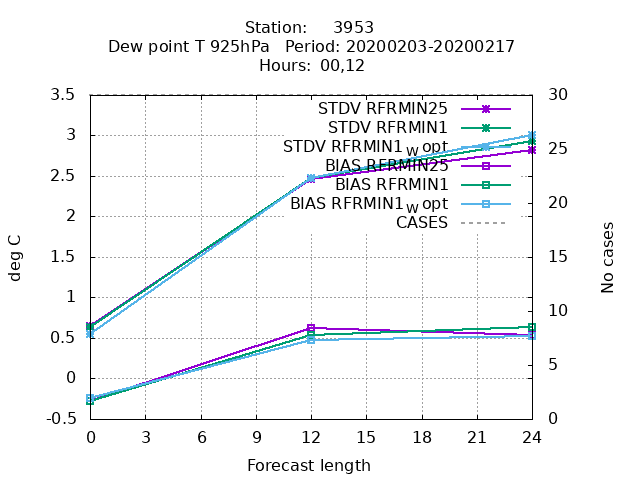 Station: 3953
Dew point T 925hPa Period: 20200203-20200217
Hours: 00,12
3.5
3
2.5
2
1.5
1
0.5
0
-0.5
deg C
30
25
20
15
10
5
0
No cases
STDV RFRMIN25
STDV RFRMIN1
STDV RFRMIN1_W opt
BIAS RFRMIN25
BIAS RFRMIN1
BIAS RFRMIN1_W opt
CASES
0 3 6 9 12 15 18 21 24
Forecast length